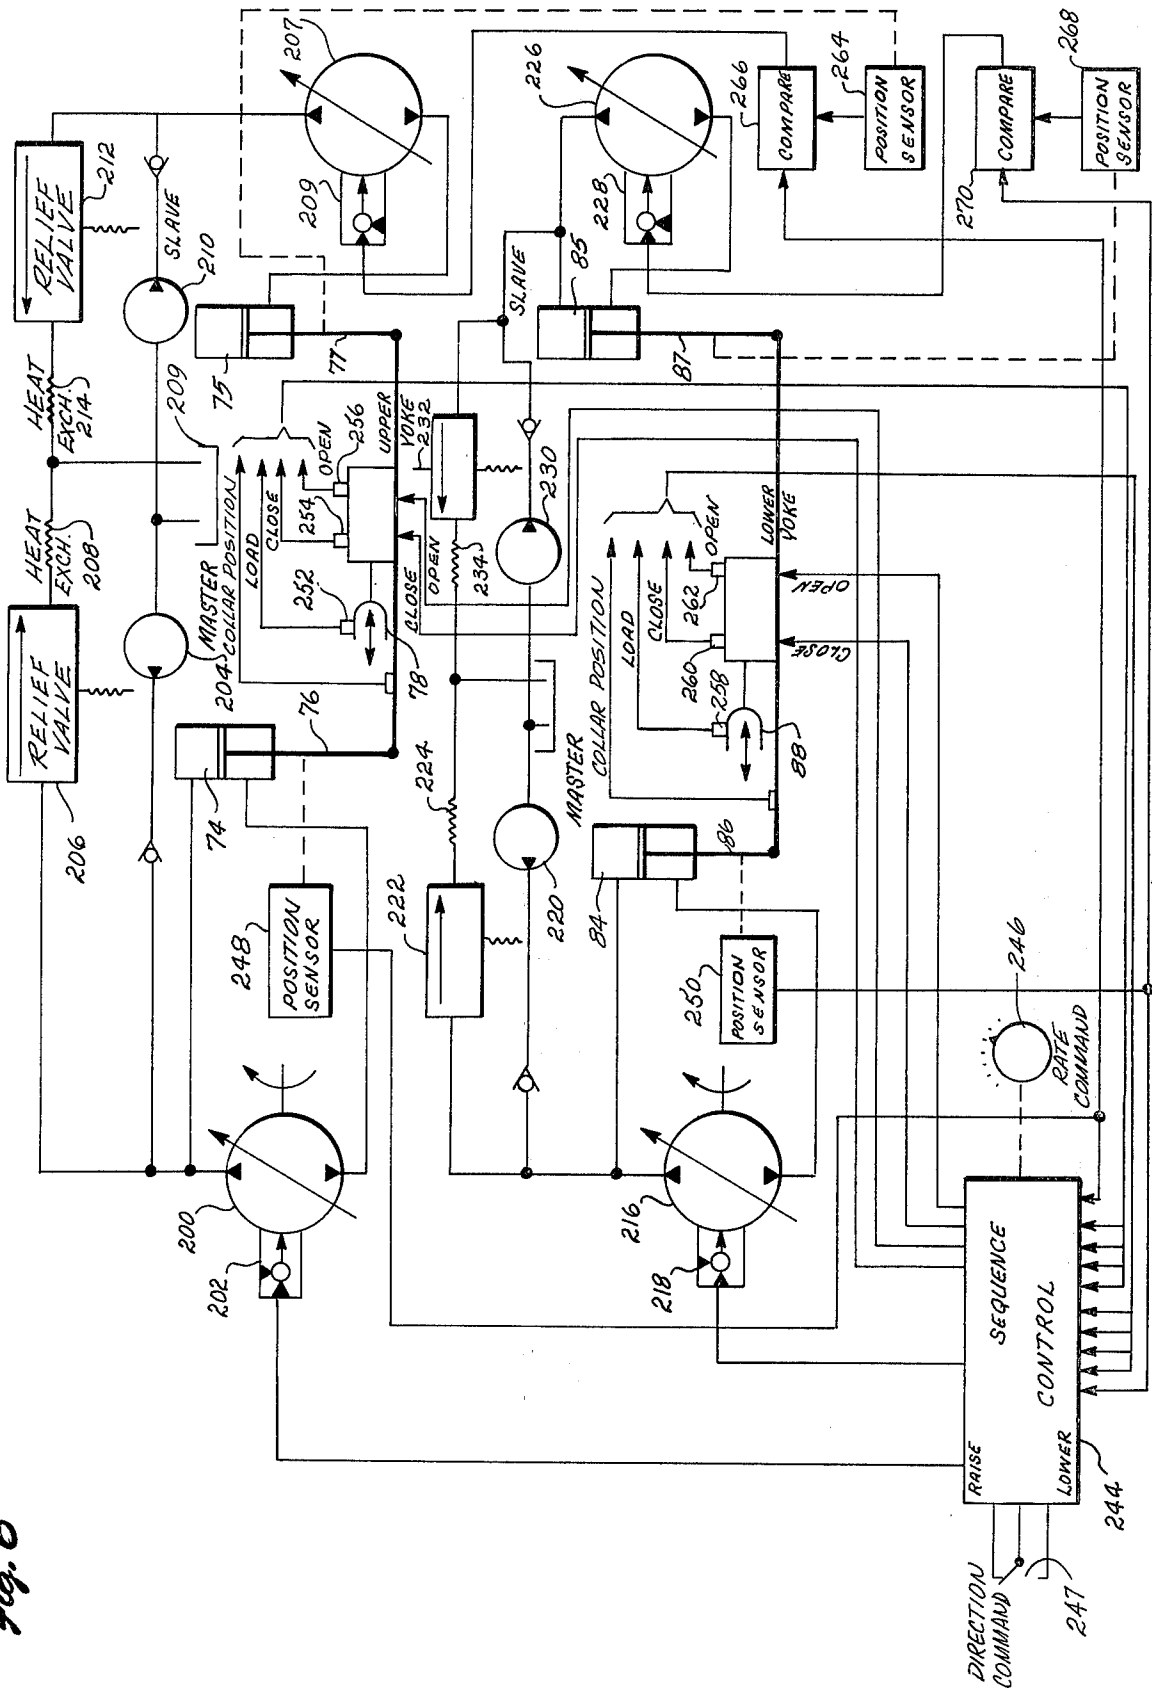 Fig. 6
RELIEF
VALVE
206
HEAT
EXCH.
208
HEAT
EXCH.
214
RELIEF
VALVE
212
MASTER
204
210
SLAVE
209
207
209
200
202
74
76
75
77
248
POSITION
SENSOR
COLLAR POSITION
LOAD
CLOSE
OPEN
252
254
256
78
UPPER
YOKE
CLOSE
OPEN
232
234
230
SLAVE
226
228
222
224
220
MASTER
216
218
84
86
85
87
250
POSITION
SENSOR
COLLAR POSITION
LOAD
CLOSE
OPEN
258
260
262
88
LOWER
YOKE
CLOSE
OPEN
266
COMPARE
264
POSITION
SENSOR
270
COMPARE
268
POSITION
SENSOR
246
RATE
COMMAND
RAISE
SEQUENCE
CONTROL
LOWER
244
DIRECTION
COMMAND
247